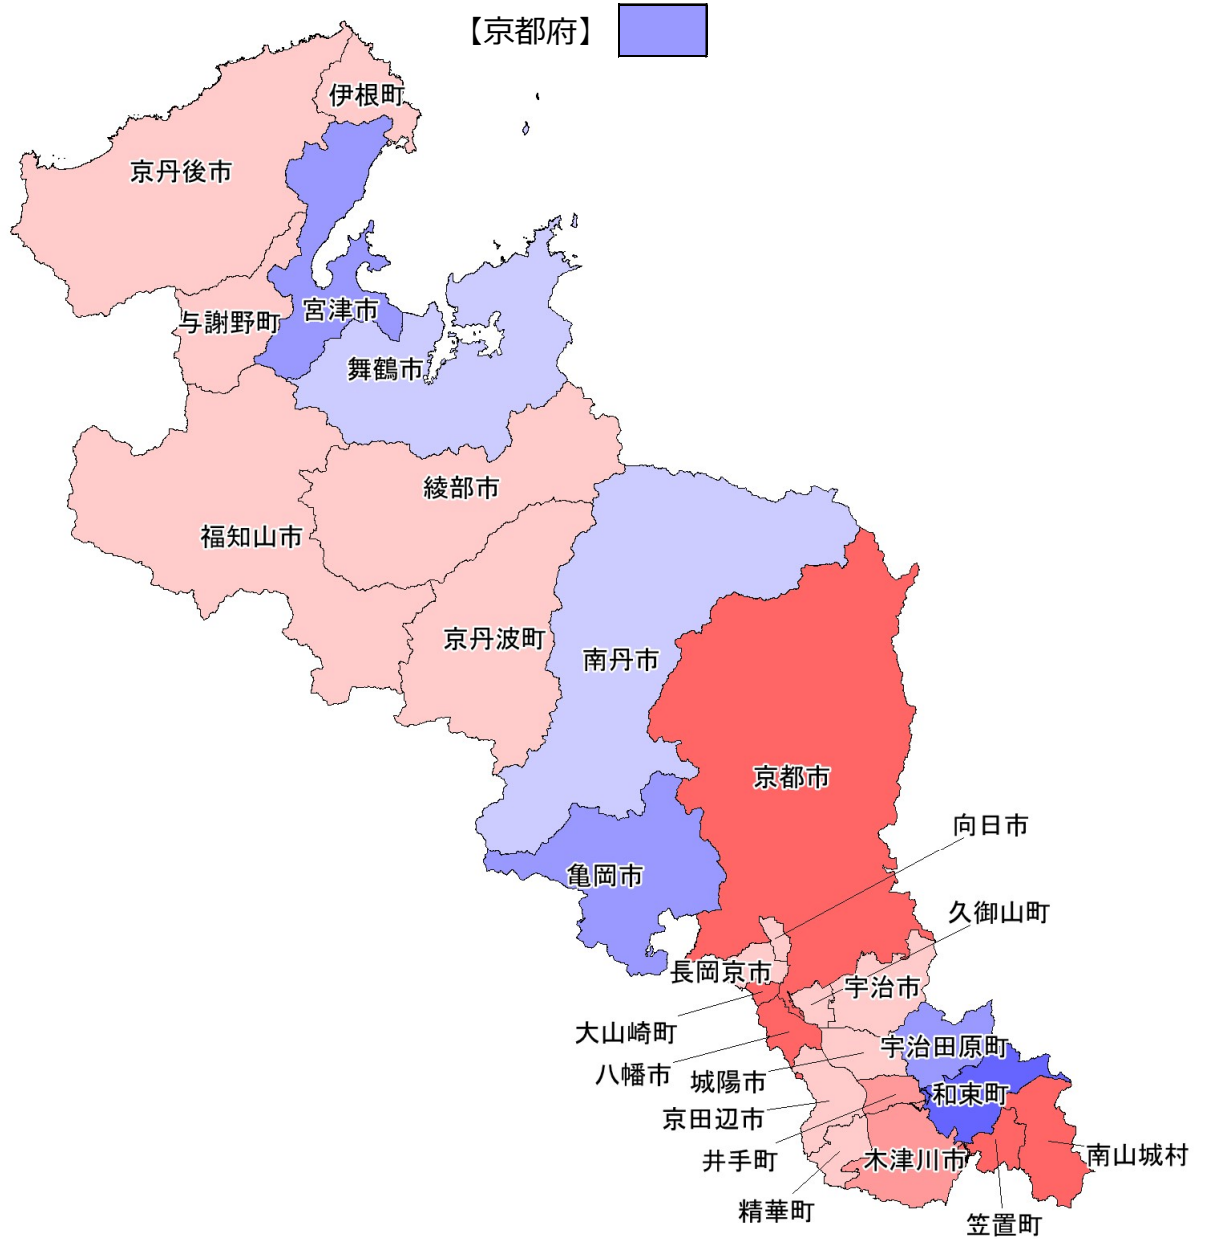 【京都府】
伊根町
京丹後市
宮津市
与謝野町
舞鶴市
綾部市
福知山市
京丹波町
南丹市
京都市
向日市
亀岡市
久御山町
長岡京市
宇治市
大山崎町
宇治田原町
八幡市
城陽市
和束町
京田辺市
井手町
木津川市
南山城村
精華町
笠置町